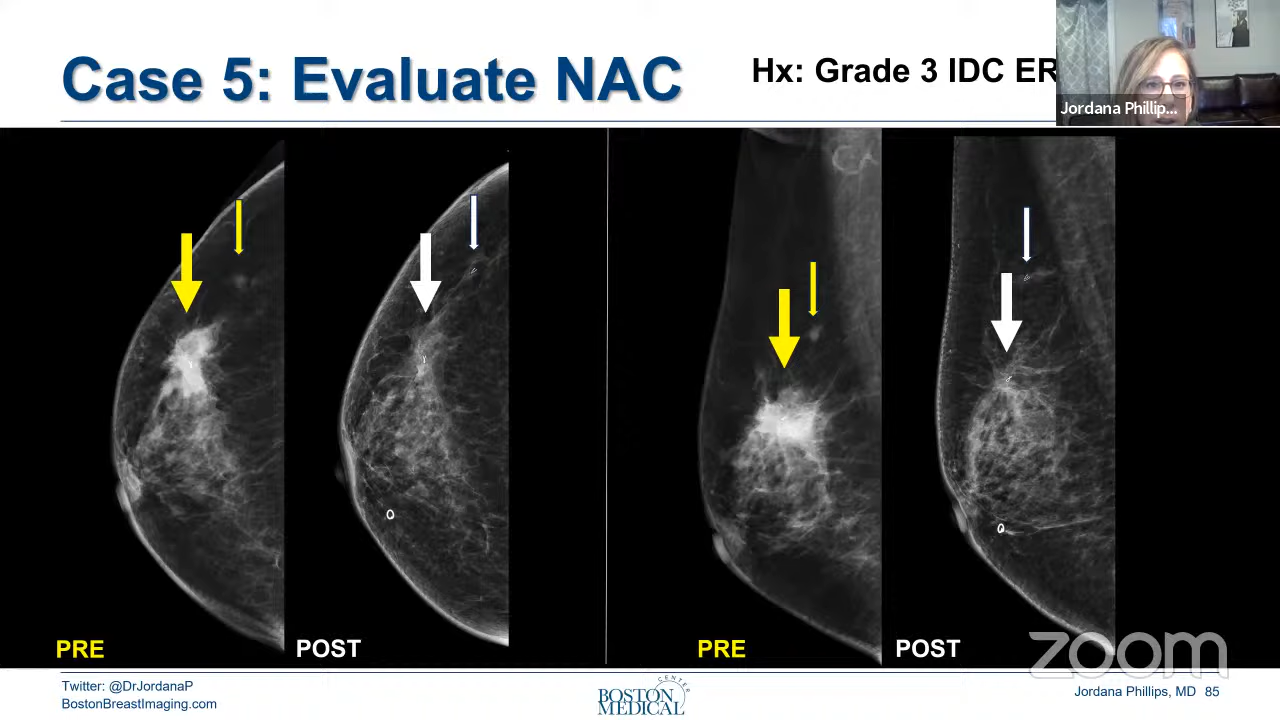 Case 5: Evaluate NAC
Hx: Grade 3 IDC ER
Jordana Phillip...
PRE
POST
PRE
POST
zoom
Twitter: @DrJordanaP
BostonBreastImaging.com
BOSTON
MEDICAL
CENTER
Jordana Phillips, MD 85